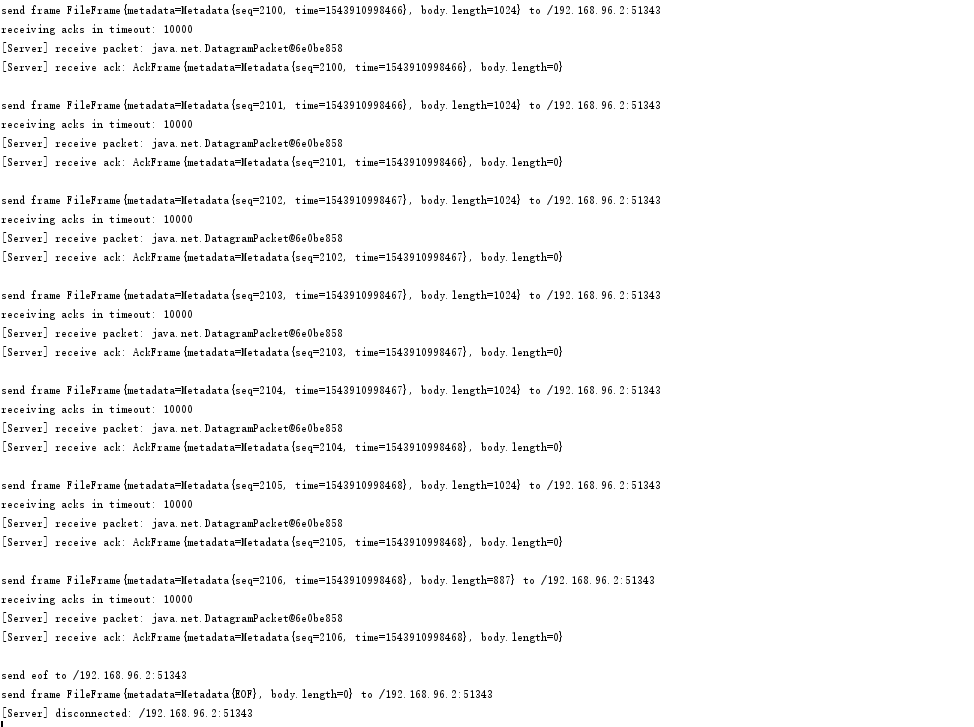 send frame FileFrame{metadata=Metadata{seq=2100, time=1543910998466}, body.length=1024} to /192.168.96.2:51343
receiving acks in timeout: 10000
[Server] receive packet: java.net.DatagramPacket@6e0be858
[Server] receive ack: AckFrame{metadata=Metadata{seq=2100, time=1543910998466}, body.length=0}
send frame FileFrame{metadata=Metadata{seq=2101, time=1543910998466}, body.length=1024} to /192.168.96.2:51343
receiving acks in timeout: 10000
[Server] receive packet: java.net.DatagramPacket@6e0be858
[Server] receive ack: AckFrame{metadata=Metadata{seq=2101, time=1543910998466}, body.length=0}
send frame FileFrame{metadata=Metadata{seq=2102, time=1543910998467}, body.length=1024} to /192.168.96.2:51343
receiving acks in timeout: 10000
[Server] receive packet: java.net.DatagramPacket@6e0be858
[Server] receive ack: AckFrame{metadata=Metadata{seq=2102, time=1543910998467}, body.length=0}
send frame FileFrame{metadata=Metadata{seq=2103, time=1543910998467}, body.length=1024} to /192.168.96.2:51343
receiving acks in timeout: 10000
[Server] receive packet: java.net.DatagramPacket@6e0be858
[Server] receive ack: AckFrame{metadata=Metadata{seq=2103, time=1543910998467}, body.length=0}
send frame FileFrame{metadata=Metadata{seq=2104, time=1543910998467}, body.length=1024} to /192.168.96.2:51343
receiving acks in timeout: 10000
[Server] receive packet: java.net.DatagramPacket@6e0be858
[Server] receive ack: AckFrame{metadata=Metadata{seq=2104, time=1543910998468}, body.length=0}
send frame FileFrame{metadata=Metadata{seq=2105, time=1543910998468}, body.length=1024} to /192.168.96.2:51343
receiving acks in timeout: 10000
[Server] receive packet: java.net.DatagramPacket@6e0be858
[Server] receive ack: AckFrame{metadata=Metadata{seq=2105, time=1543910998468}, body.length=0}
send frame FileFrame{metadata=Metadata{seq=2106, time=1543910998468}, body.length=887} to /192.168.96.2:51343
receiving acks in timeout: 10000
[Server] receive packet: java.net.DatagramPacket@6e0be858
[Server] receive ack: AckFrame{metadata=Metadata{seq=2106, time=1543910998468}, body.length=0}
send eof to /192.168.96.2:51343
send frame FileFrame{metadata=Metadata{EOF}, body.length=0} to /192.168.96.2:51343
[Server] disconnected: /192.168.96.2:51343